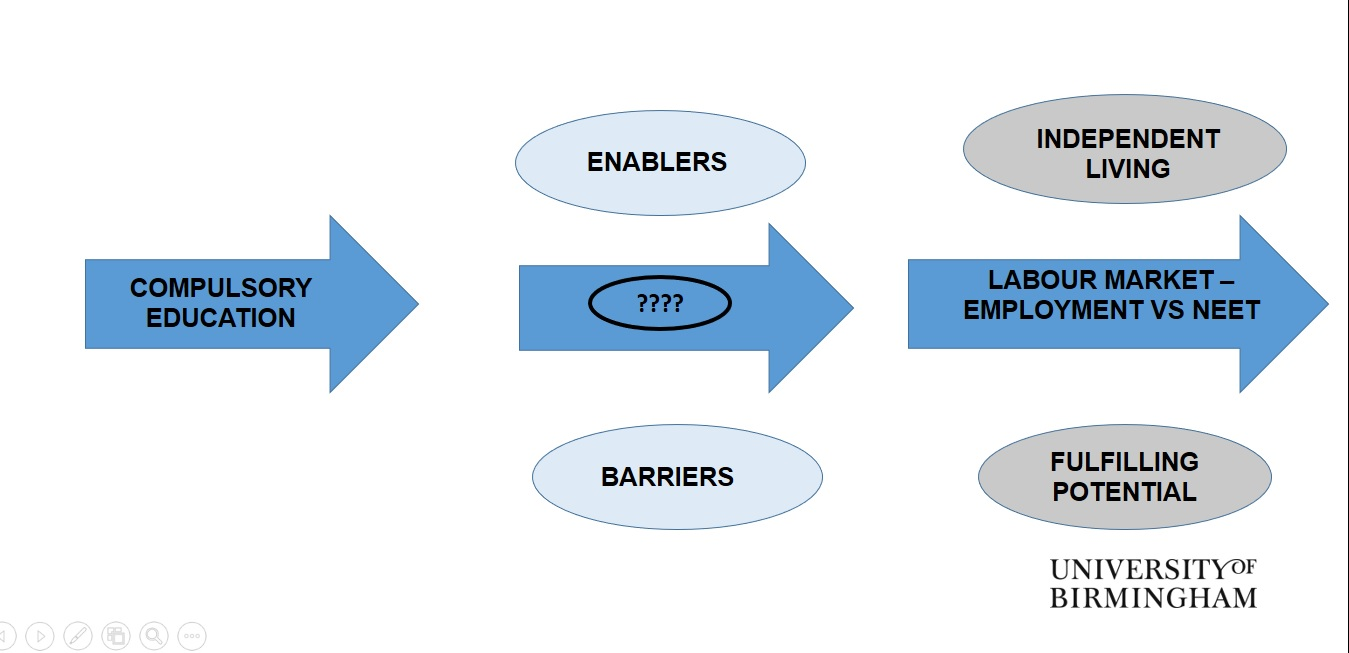 COMPULSORY
EDUCATION
ENABLERS
????
BARRIERS
INDEPENDENT
LIVING
LABOUR MARKET –
EMPLOYMENT VS NEET
FULFILLING
POTENTIAL
UNIVERSITY OF
BIRMINGHAM